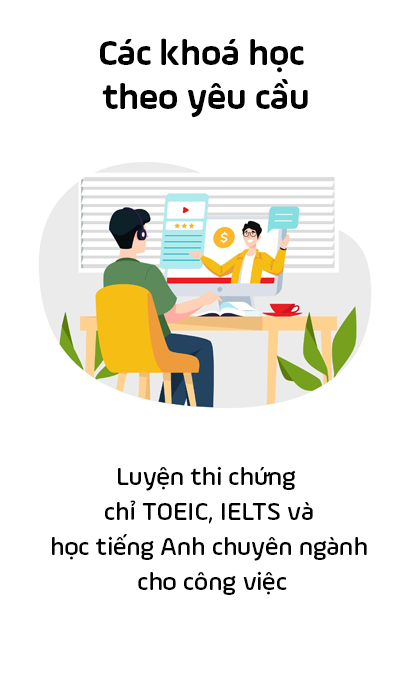 Các khoá học
theo yêu cầu
$
Luyện thi chứng
chỉ TOEIC, IELTS và
học tiếng Anh chuyên ngành
cho công việc